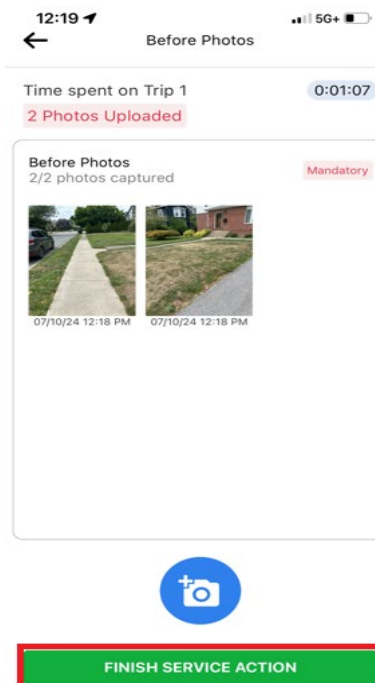 12:19
5G+
Before Photos
Time spent on Trip 1 0:01:07
2 Photos Uploaded
Before Photos
2/2 photos captured
Mandatory
07/10/24 12:18 PM 07/10/24 12:18 PM
FINISH SERVICE ACTION